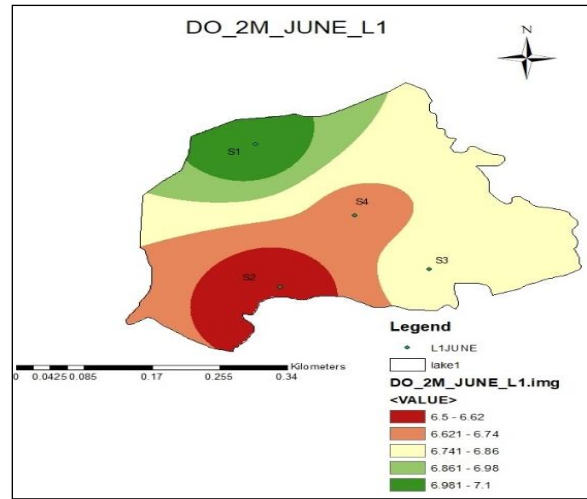 DO_2M_JUNE_L1
N
S1
S4
S3
S2
Legend
L1JUNE
lake1
DO_2M_JUNE_L1.img
<VALUE>
6.5 - 6.62
6.621 - 6.74
6.741 - 6.86
6.861 - 6.98
6.981 - 7.1
Kilometers
0 0.0425 0.085 0.17 0.255 0.34